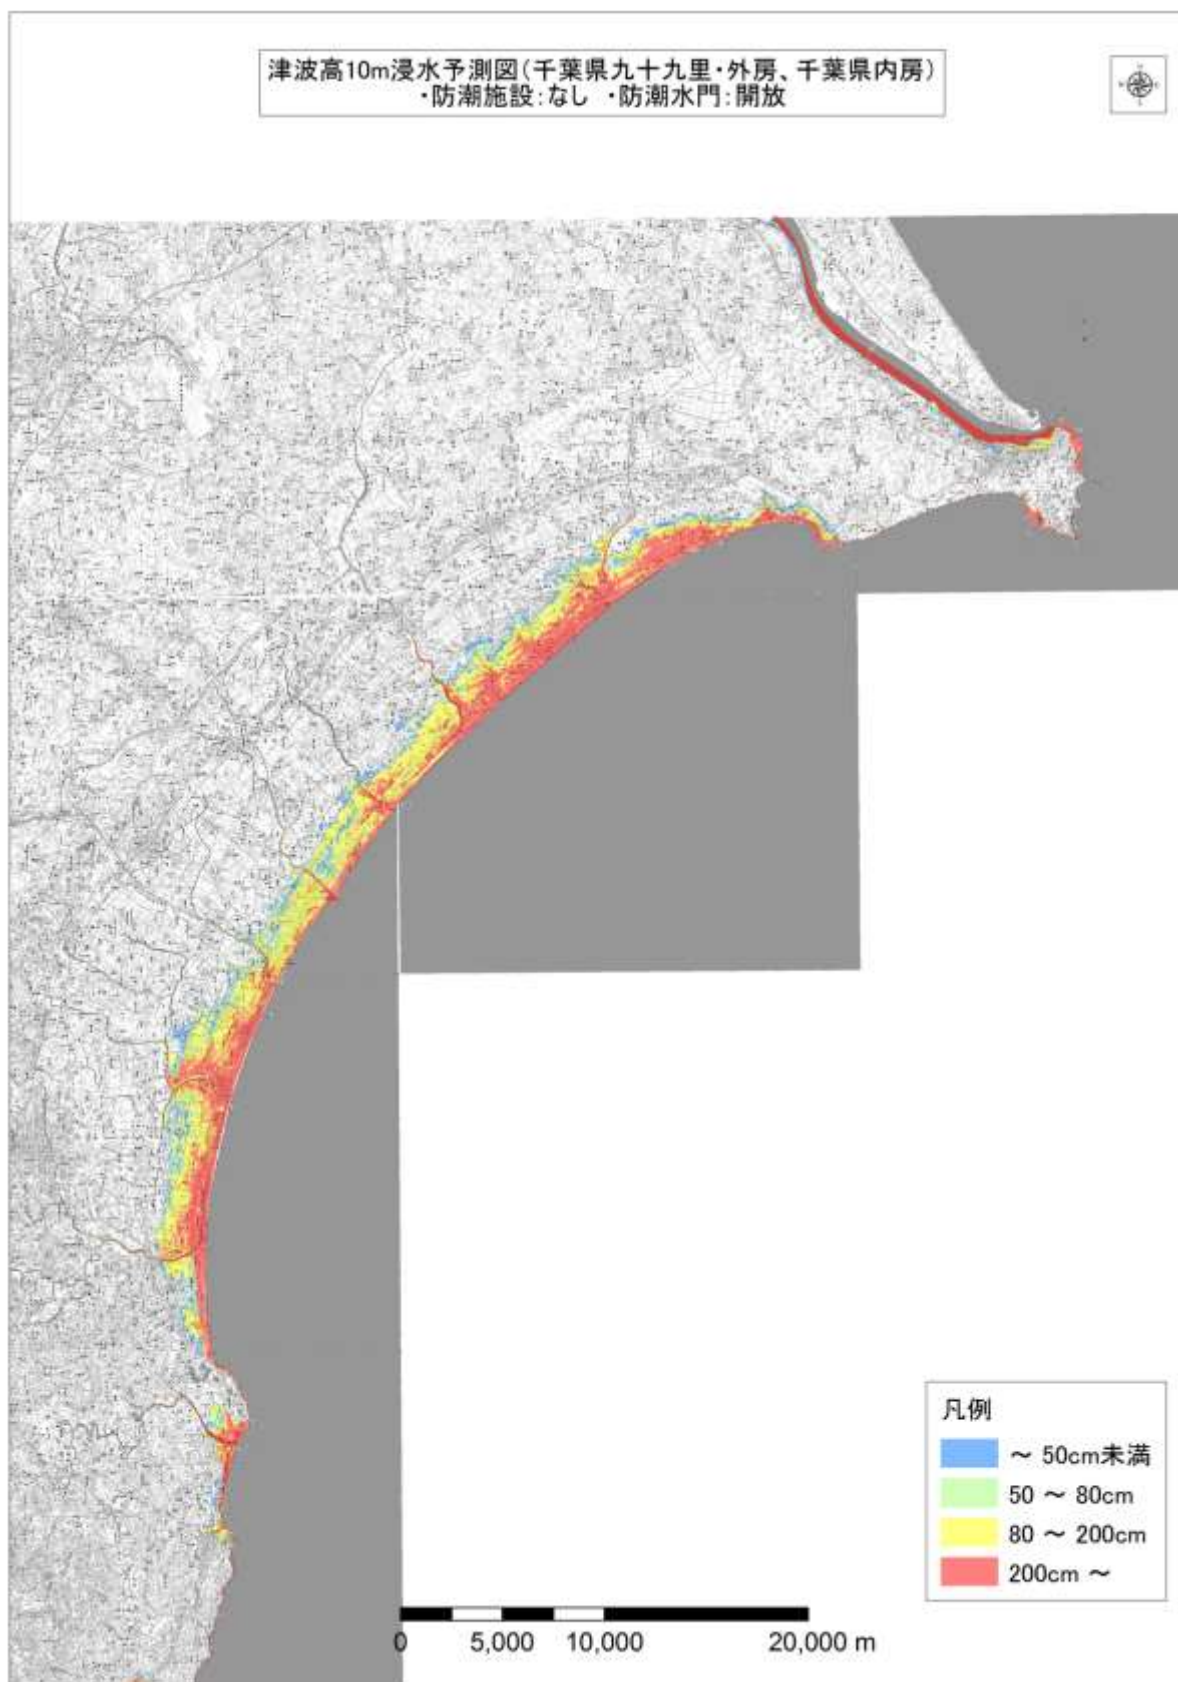 津波高10m浸水予測図(千葉県九十九里・外房、千葉県内房)
・防潮施設:なし ・防潮水門:開放
凡例
～ 50cm未満
50 ～ 80cm
80 ～ 200cm
200cm ～
0 5,000 10,000 20,000 m